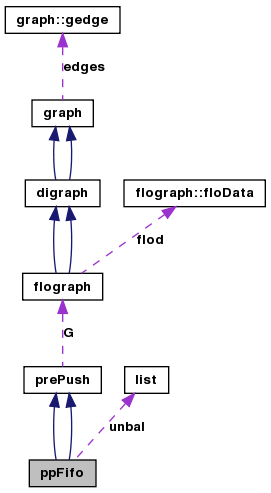 graph::gedge
edges
graph
digraph
flograph::floData
flod
flograph
G
prePush
list
unbal
ppFifo